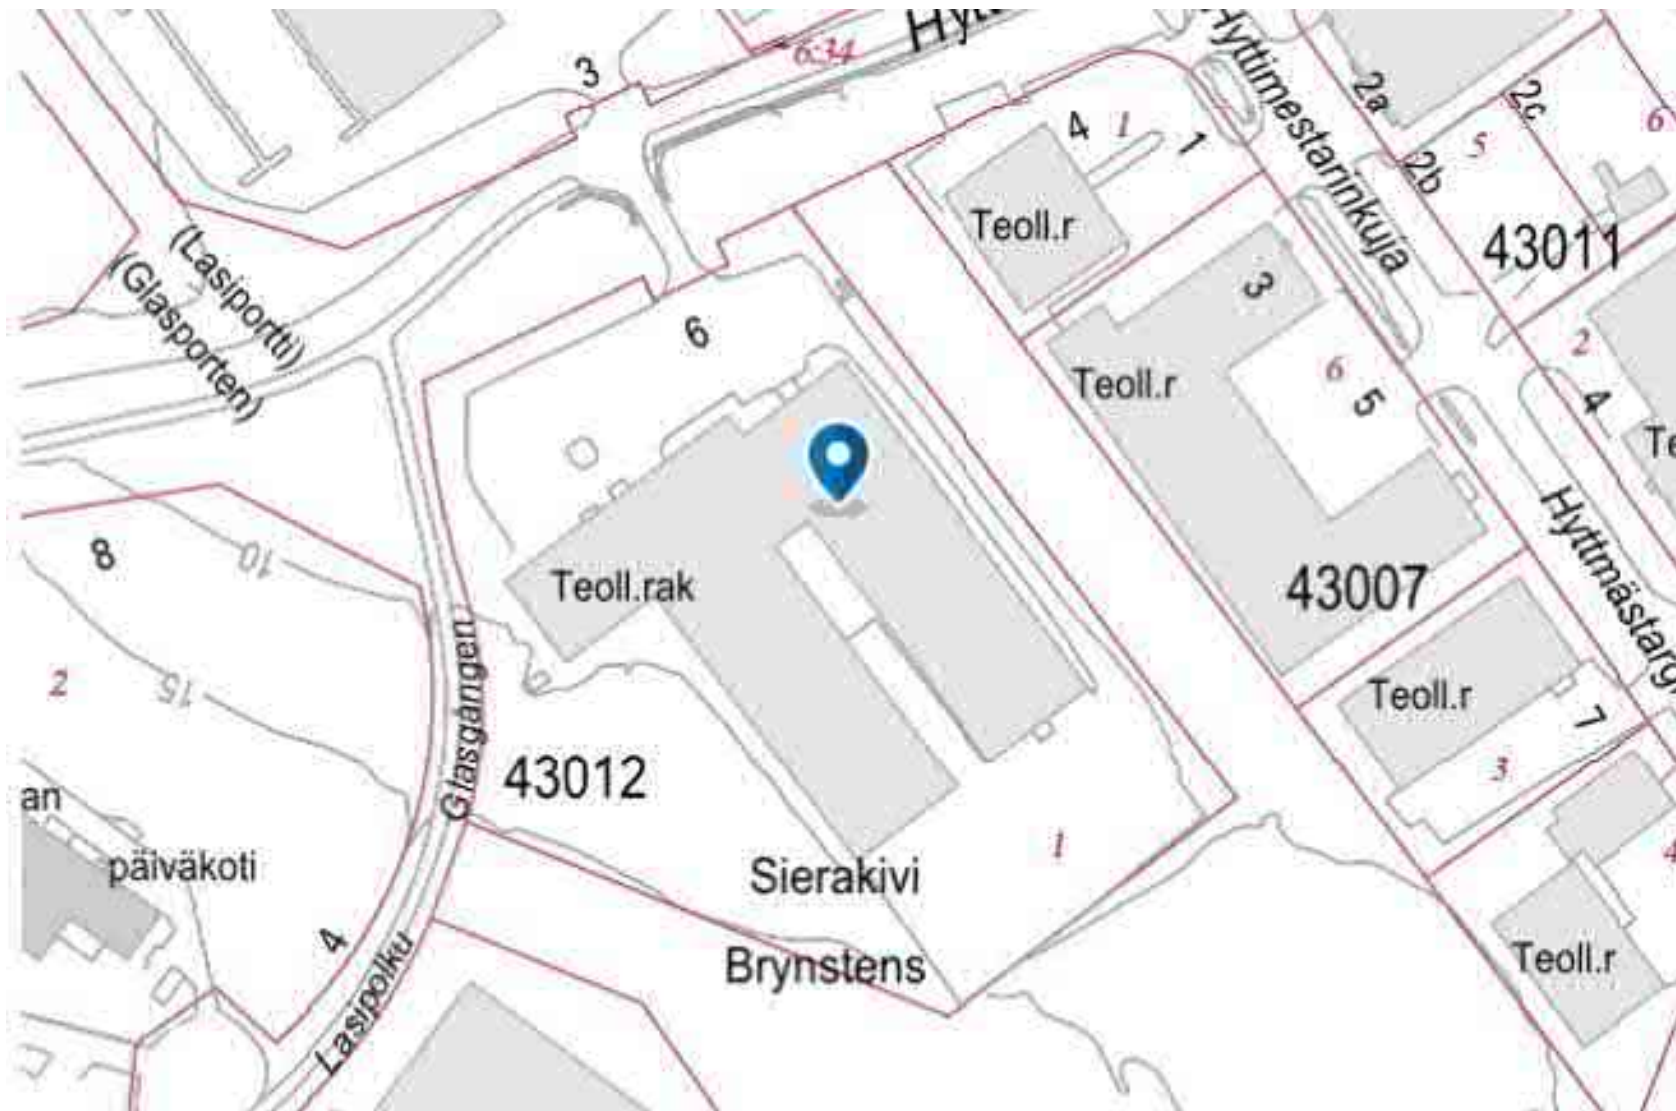 6:34
3
Hyttimestarinkuja
2a
2c
5
2b
4
1
1
Teoll.r
43011
(Lasiportti)
(Glasporten)
6
3
Teoll.r
6
5
2
4
8
10
15
2
Teoll.rak
43007
Hyttmästargr
Glasgången
43012
Teoll.r
7
3
1
an
päiväkoti
Sierakivi
Brynstens
4
Lasipolku
Teoll.r